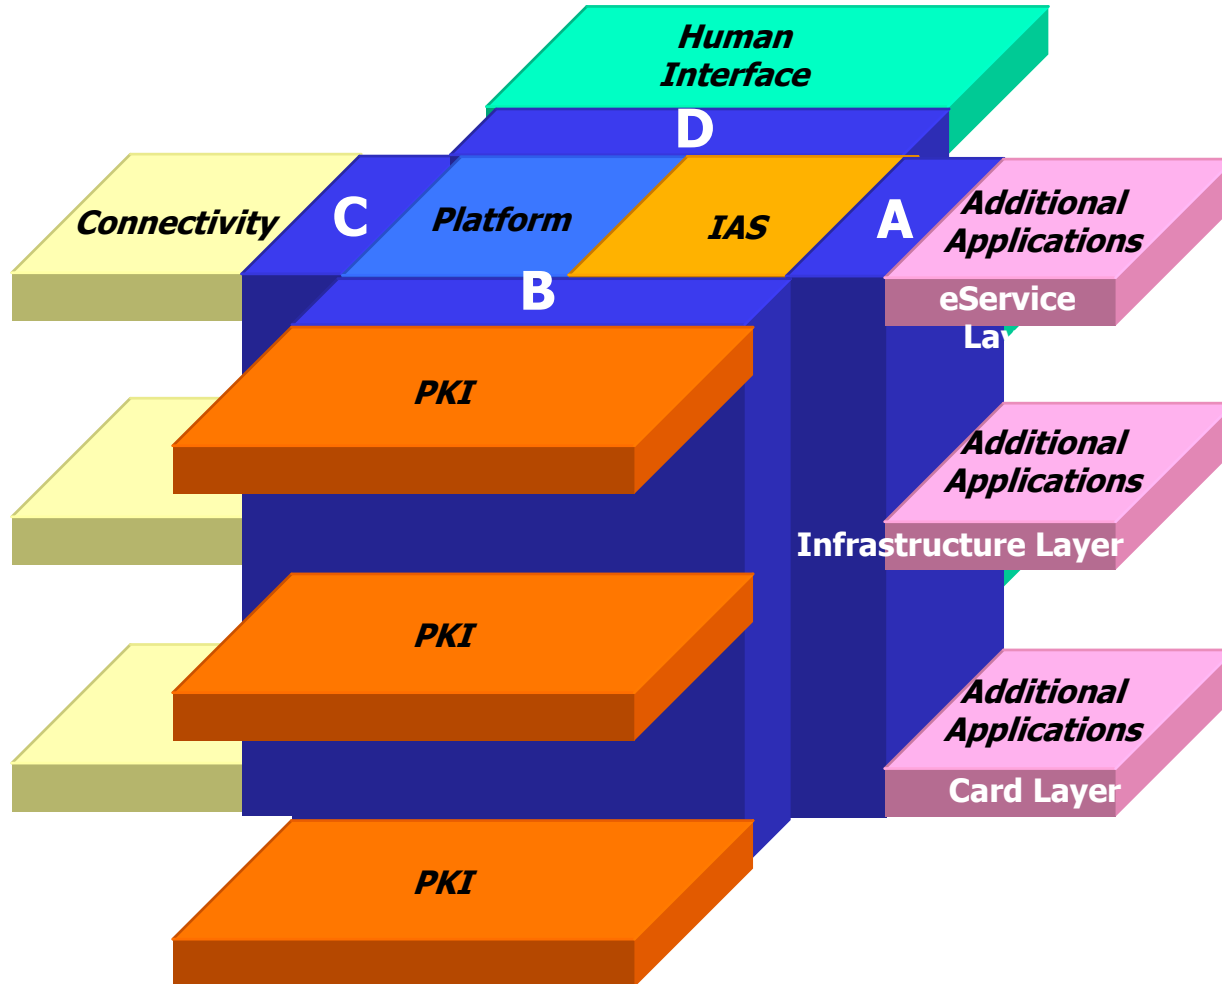 Human
Interface
D
Connectivity
C
Platform
IAS
A
Additional
Applications
B
eService
PKI
Additional
Applications
Infrastructure Layer
PKI
Additional
Applications
Card Layer
PKI